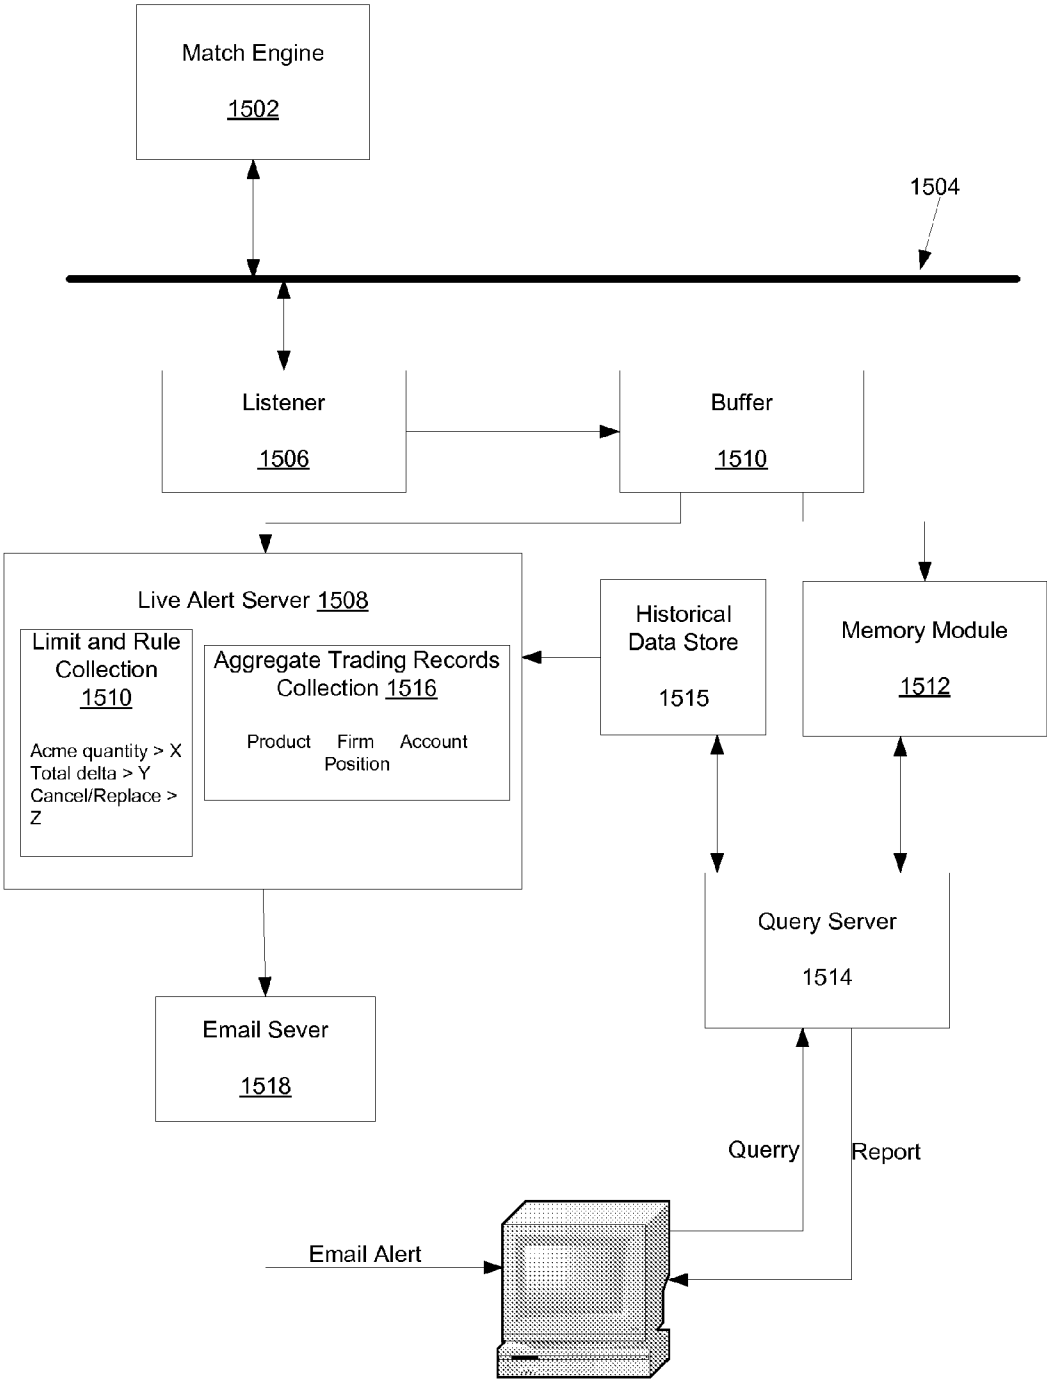 Match Engine
1502
1504
Listener
1506
Buffer
1510
Live Alert Server 1508
Limit and Rule
Collection
1510
Acme quantity > X
Total delta > Y
Cancel/Replace >
Z
Aggregate Trading Records
Collection 1516
Product Firm Account
Position
Historical
Data Store
1515
Memory Module
1512
Query Server
1514
Email Sever
1518
Querry
Report
Email Alert